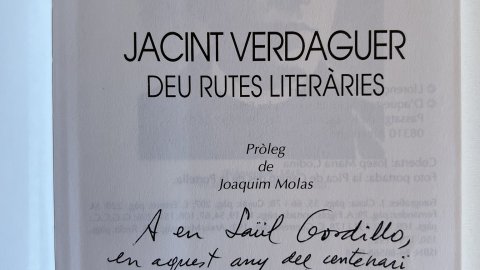 JACINT VERDAGUER
DEU RUTES LITERÀRIES
Pròleg
de
Joaquim Molas
A en Saül Gordillo,
en aquest any del centenari